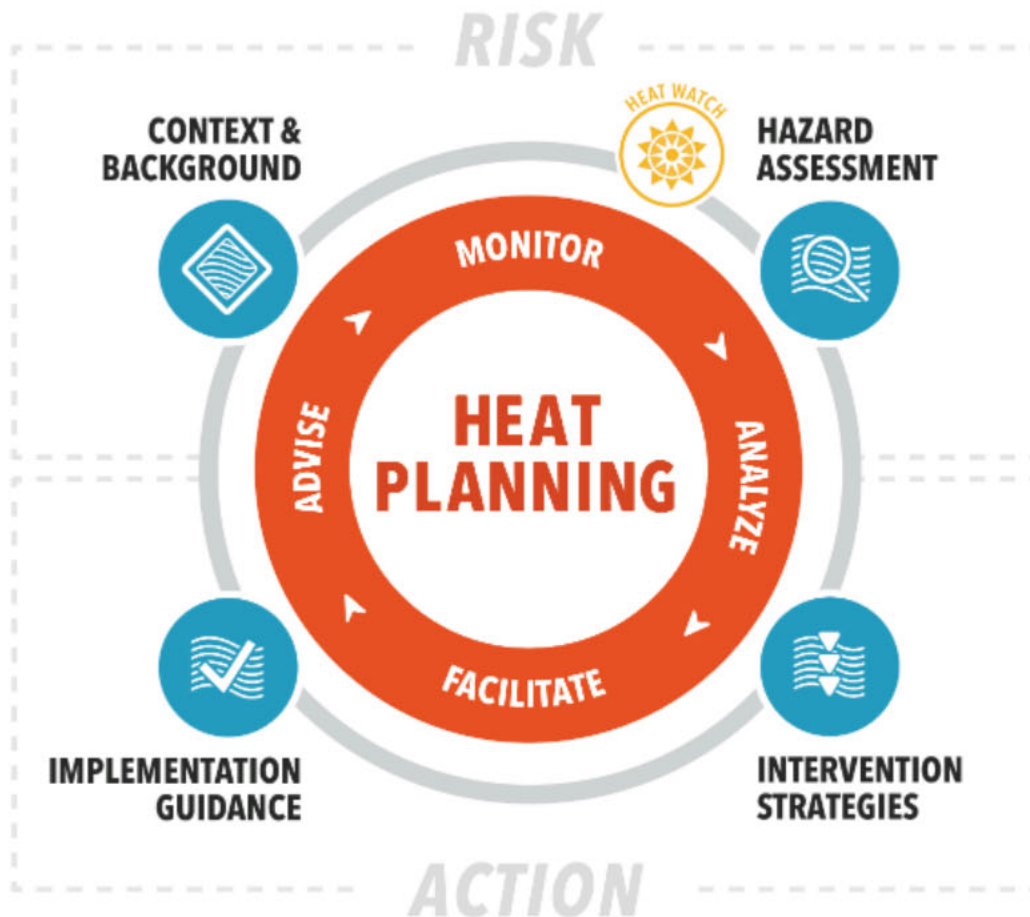 RISK
HEAT WATCH
CONTEXT &
BACKGROUND
HAZARD
ASSESSMENT
MONITOR
ADVISE
HEAT
PLANNING
ANALYZE
FACILITATE
IMPLEMENTATION
GUIDANCE
INTERVENTION
STRATEGIES
ACTION